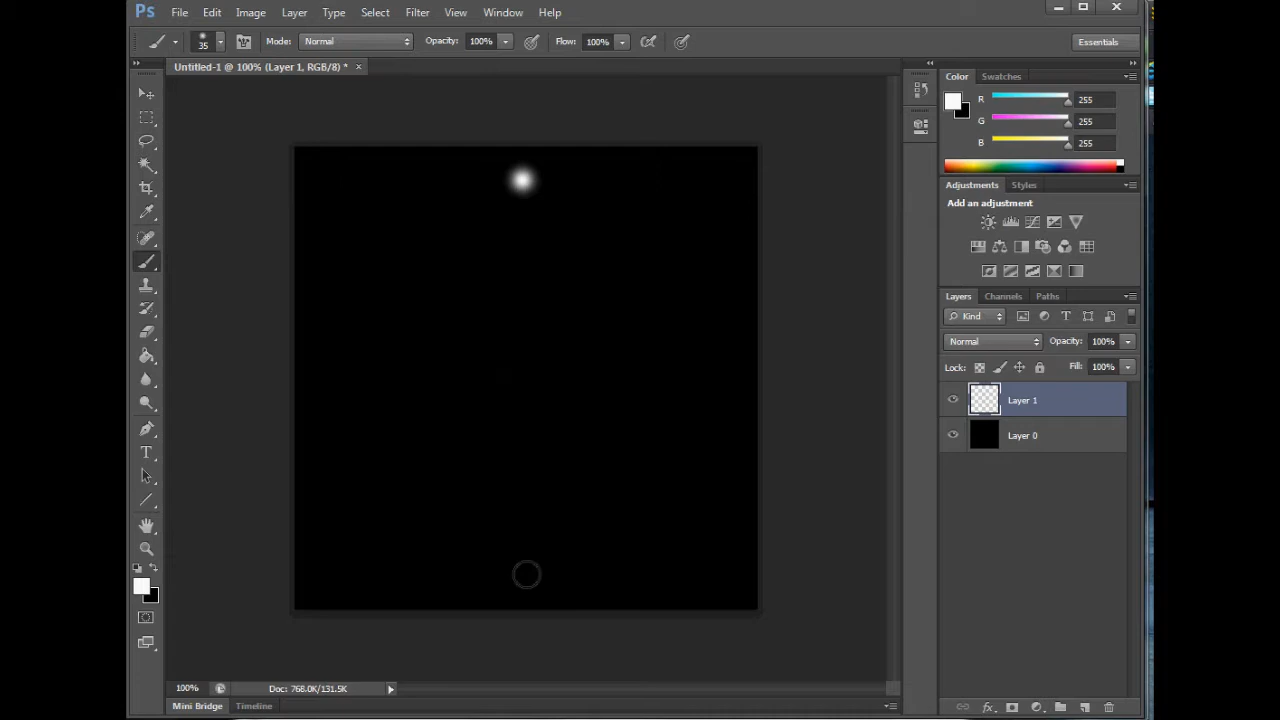 Ps File Edit Image Layer Type Select Filter View Window Help
35 Mode: Normal Opacity: 100% Flow: 100% Essentials
Untitled-1 @ 100% (Layer 1, RGB/8) *
Color Swatches
R 255
G 255
B 255
Adjustments Styles
Add an adjustment
Layers Channels Paths
Kind T
Normal Opacity: 100%
Lock: Fill: 100%
Layer 1
Layer 0
T
100% Doc: 768.0K/131.5K
fx
Mini Bridge Timeline